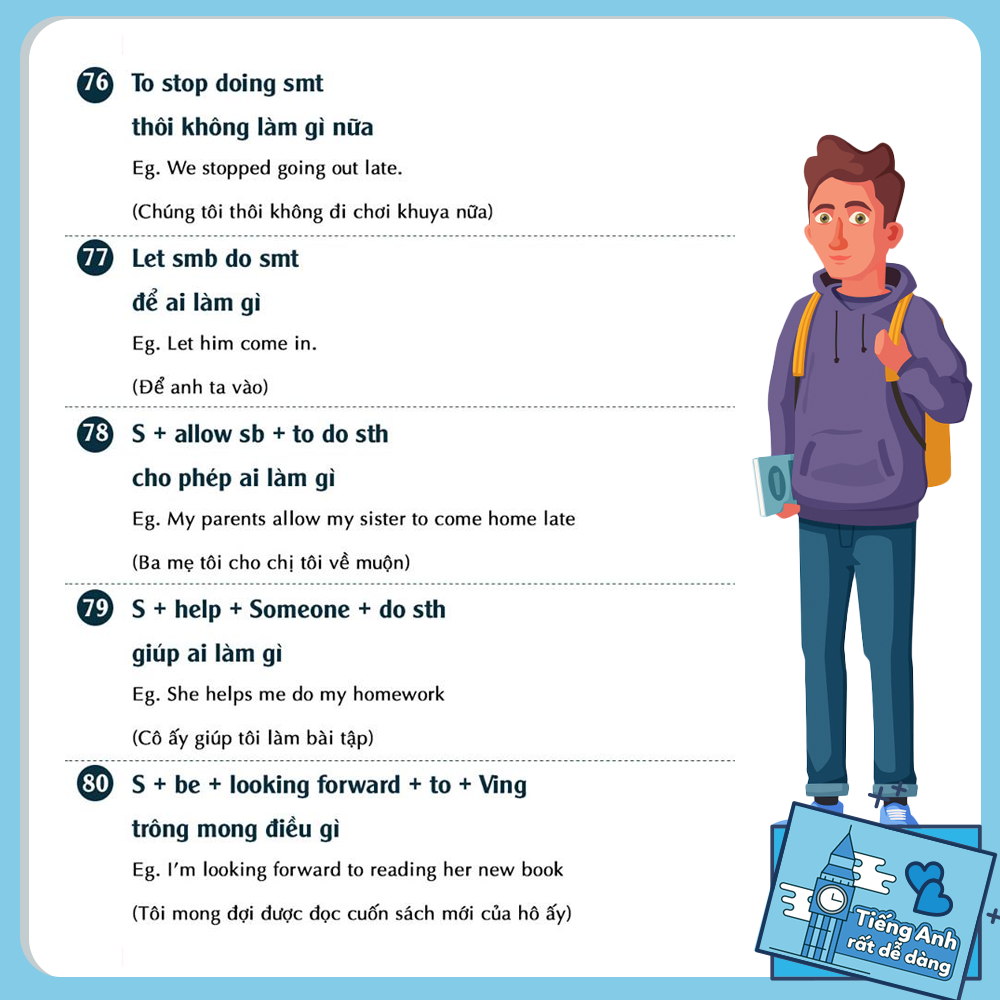 76 To stop doing smt
thôi không làm gì nữa
Eg. We stopped going out late.
(Chúng tôi thôi không đi chơi khuya nữa)
77 Let smb do smt
để ai làm gì
Eg. Let him come in.
(Để anh ta vào)
78 S + allow sb + to do sth
cho phép ai làm gì
Eg. My parents allow my sister to come home late
(Ba mẹ tôi cho chị tôi về muộn)
79 S + help + Someone + do sth
giúp ai làm gì
Eg. She helps me do my homework
(Cô ấy giúp tôi làm bài tập)
80 S + be + looking forward + to + Ving
trông mong điều gì
Eg. I’m looking forward to reading her new book
(Tôi mong đợi được đọc cuốn sách mới của hô ấy)
Tiếng Anh
rất dễ dàng